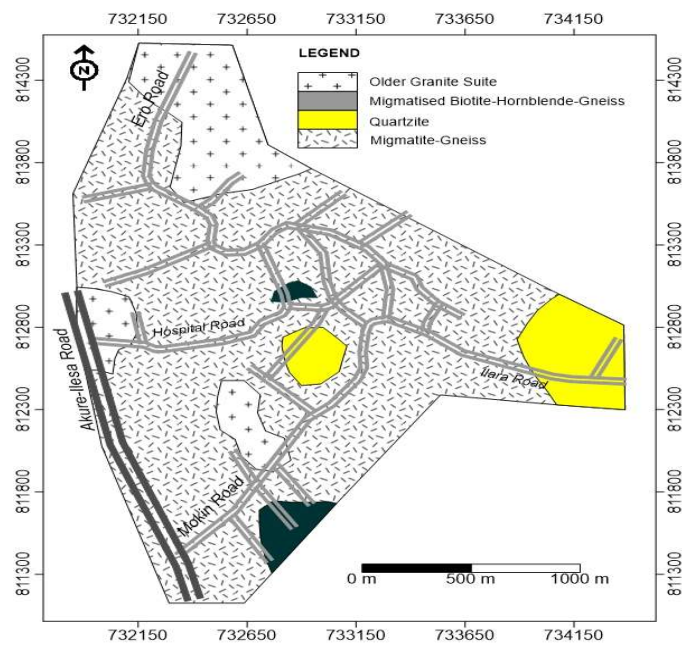 732150 732650 733150 733650 734150
814300
813800
813300
812800
812300
811800
811300
N
LEGEND
Older Granite Suite
Migmatised Biotite-Hornblende-Gneiss
Quartzite
Migmatite-Gneiss
Ero Road
Hospital Road
Akure-Ilesa Road
Ilara Road
Mokin Road
0 m 500 m 1000 m
814300
813800
813300
812800
812300
811800
811300
732150 732650 733150 733650 734150